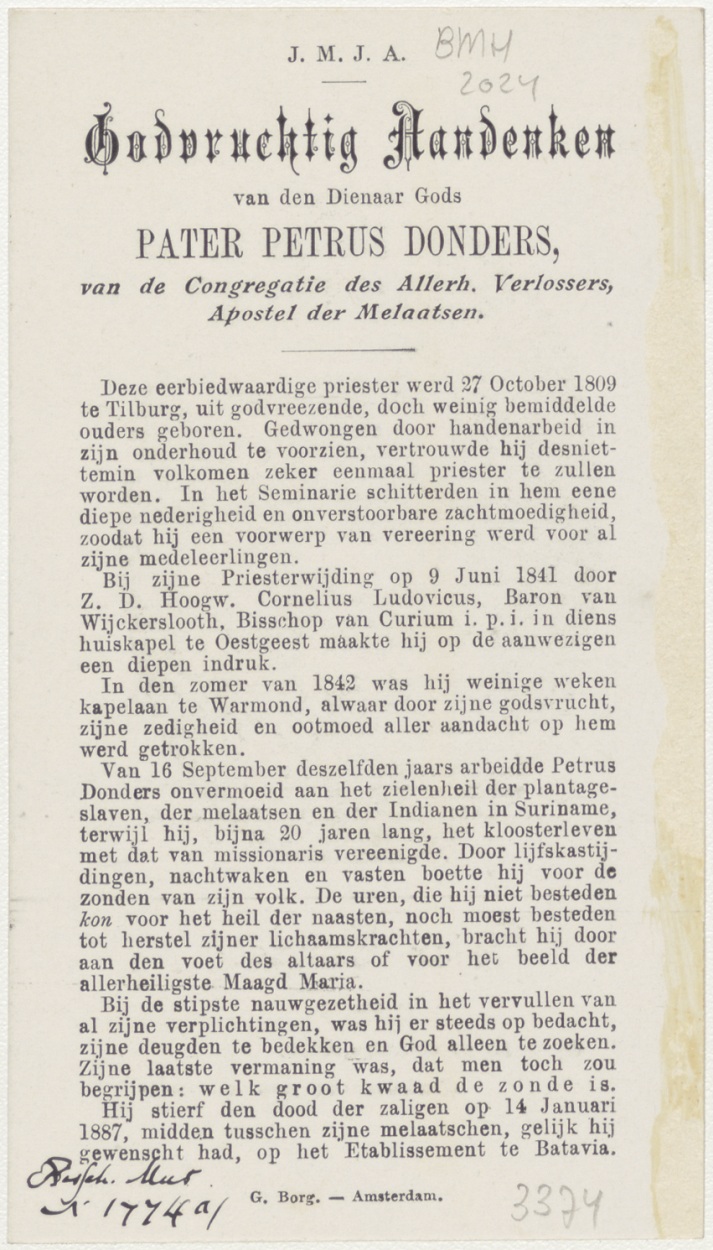 J. M. J. A.
BMH
2024
Godvruchtig Aandenken
van den Dienaar Gods
PATER PETRUS DONDERS,
van de Congregatie des Allerh. Verlossers,
Apostel der Melaatsen.
Deze eerbiedwaardige priester werd 27 October 1809
te Tilburg, uit godvreezende, doch weinig bemiddelde
ouders geboren. Gedwongen door handenarbeid in
zijn onderhoud te voorzien, vertrouwde hij desniet-
temin volkomen zeker eenmaal priester te zullen
worden. In het Seminarie schitterden in hem eene
diepe nederigheid en onverstoorbare zachtmoedigheid,
zoodat hij een voorwerp van vereering werd voor al
zijne medeleerlingen.
Bij zijne Priesterwijding op 9 Juni 1841 door
Z. D. Hoogw. Cornelius Ludovicus, Baron van
Wijckerslooth, Bisschop van Curium i. p. i. in diens
huiskapel te Oestgeest maakte hij op de aanwezigen
een diepen indruk.
In den zomer van 1842 was hij weinige weken
kapelaan te Warmond, alwaar door zijne godsvrucht,
zijne zedigheid en ootmoed aller aandacht op hem
werd getrokken.
Van 16 September deszelfden jaars arbeidde Petrus
Donders onvermoeid aan het zielenheil der plantage-
slaven, der melaatsen en der Indianen in Suriname,
terwijl hij, bijna 20 jaren lang, het kloosterleven
met dat van missionaris vereenigde. Door lijfskastij-
dingen, nachtwaken en vasten boette hij voor de
zonden van zijn volk. De uren, die hij niet besteden
kon voor het heil der naasten, noch moest besteden
tot herstel zijner lichaamskrachten, bracht hij door
aan den voet des altaars of voor het beeld der
allerheiligste Maagd Maria.
Bij de stipste nauwgezetheid in het vervullen van
al zijne verplichtingen, was hij er steeds op bedacht,
zijne deugden te bedekken en God alleen te zoeken.
Zijne laatste vermaning was, dat men toch zou
begrijpen: welk groot kwaad de zonde is.
Hij stierf den dood der zaligen op 14 Januari
1887, midden tusschen zijne melaatschen, gelijk hij
gewenscht had, op het Etablissement te Batavia.
Bissch. Mus.
N 1774 a/
G. Borg. — Amsterdam.
3374